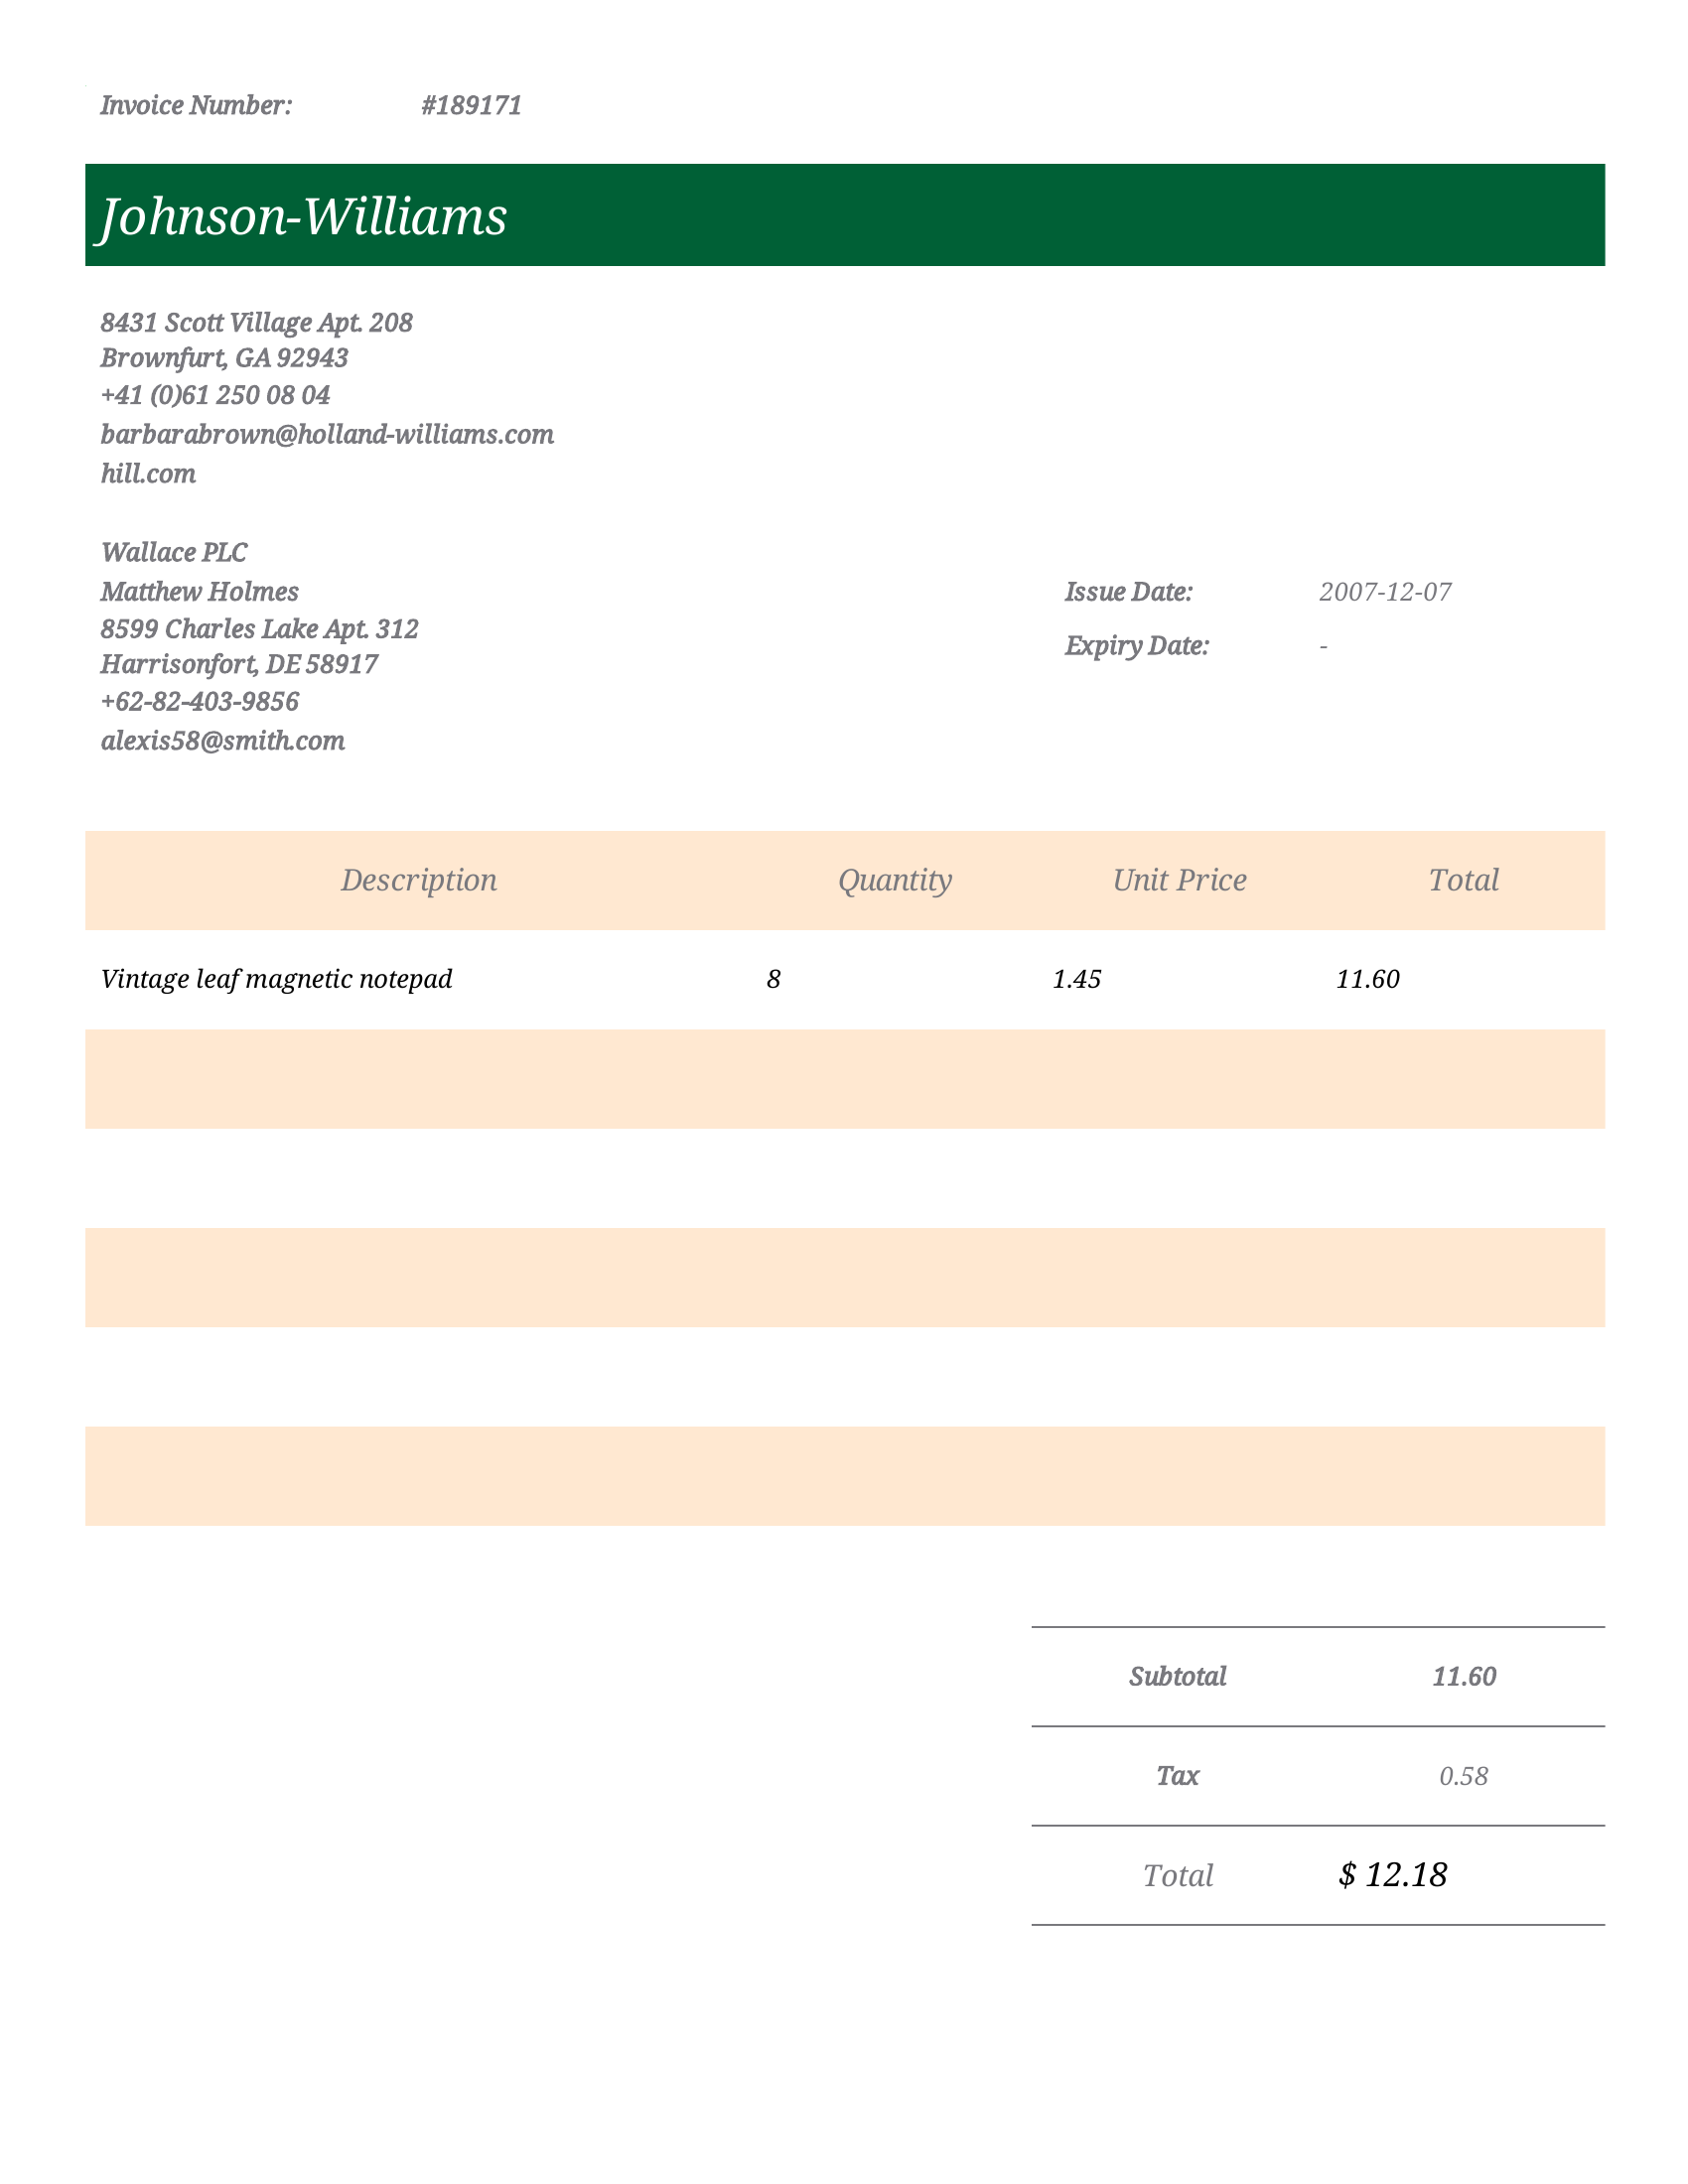 Invoice Number: #189171
Johnson-Williams
8431 Scott Village Apt. 208
Brownfurt, GA 92943
+41 (0)61 250 08 04
barbarabrown@holland-williams.com
hill.com
Wallace PLC
Matthew Holmes
8599 Charles Lake Apt. 312
Harrisonfort, DE 58917
+62-82-403-9856
alexis58@smith.com
Issue Date: 2007-12-07
Expiry Date: -
Description Quantity Unit Price Total
Vintage leaf magnetic notepad 8 1.45 11.60
Subtotal 11.60
Tax 0.58
Total $ 12.18